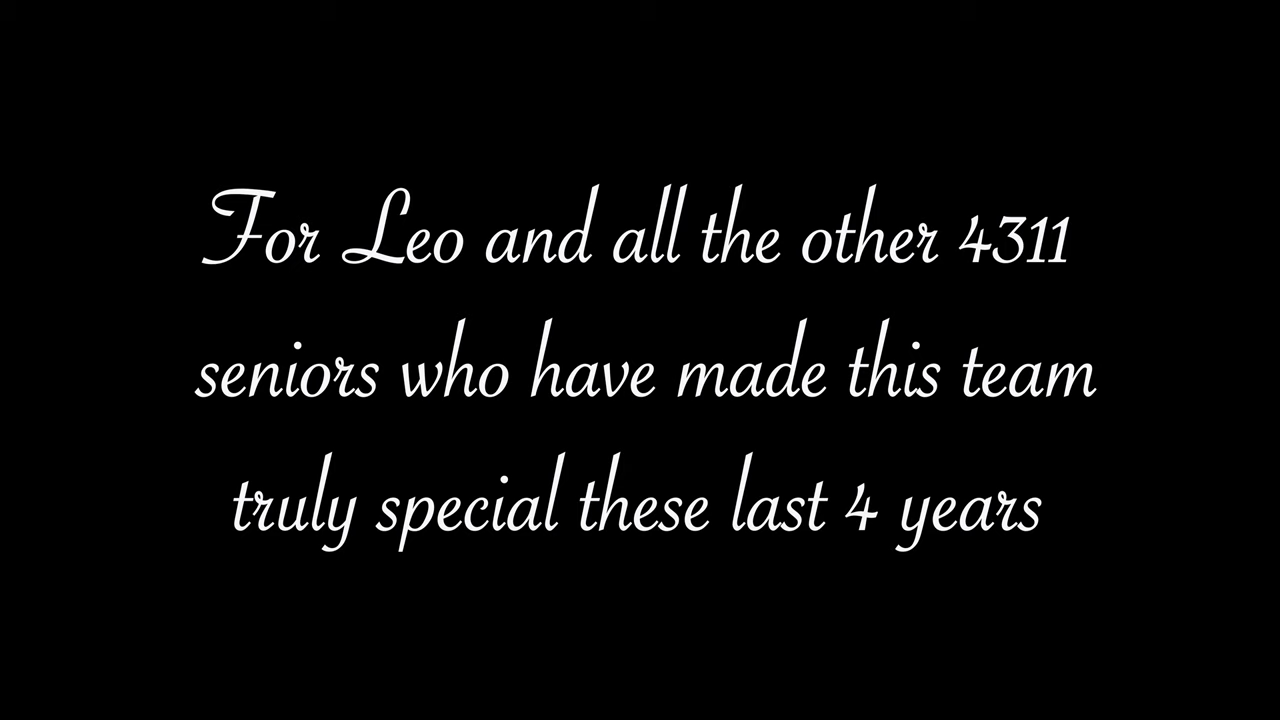 For Leo and all the other 4311
seniors who have made this team
truly special these last 4 years